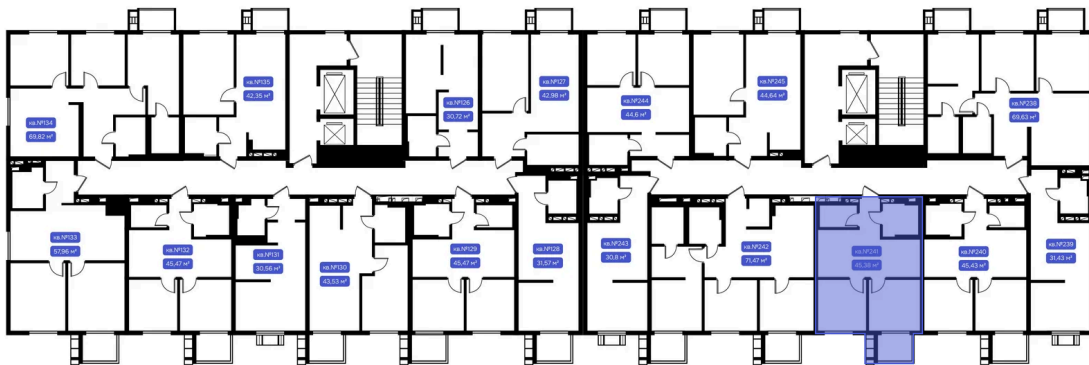 кв.№135
42,35 м²
кв.№126
30,72 м²
кв.№127
42,98 м²
кв.№244
44,6 м²
кв.№245
44,64 м²
кв.№238
69,63 м²
кв.№134
69,82 м²
кв.№133
57,96 м²
кв.№132
45,47 м²
кв.№131
30,56 м²
кв.№130
43,53 м²
кв.№129
45,47 м²
кв.№128
31,57 м²
кв.№243
30,8 м²
кв.№242
71,47 м²
кв.№241
45,38 м²
кв.№240
45,43 м²
кв.№239
31,43 м²